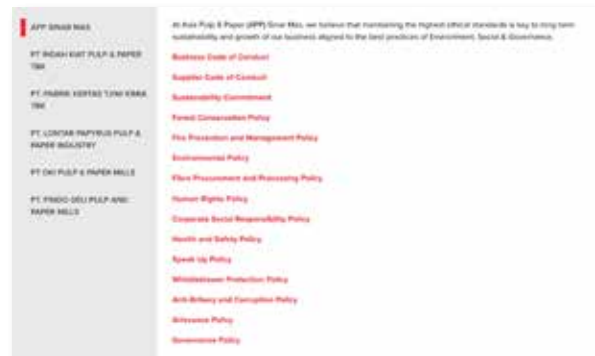 APP SINAR MAS
PT INDAH KIAT PULP & PAPER
TBK
PT. PABRIK KERTAS TJIWI KIMIA
TBK
PT. LONTAR PAPYRUS PULP &
PAPER INDUSTRY
PT OKI PULP & PAPER MILLS
PT. PINDO DELI PULP AND
PAPER MILLS
At Asia Pulp & Paper (APP) Sinar Mas, we believe that maintaining the highest ethical standards is key to long term
sustainability and growth of our business aligned to the best practices of Environment, Social & Governance.
Business Code of Conduct
Supplier Code of Conduct
Sustainability Commitment
Forest Conservation Policy
Fire Prevention and Management Policy
Environmental Policy
Fibre Procurement and Processing Policy
Human Rights Policy
Corporate Social Responsibility Policy
Health and Safety Policy
Speak Up Policy
Whistleblower Protection Policy
Anti-Bribery and Corruption Policy
Grievance Policy
Governance Policy